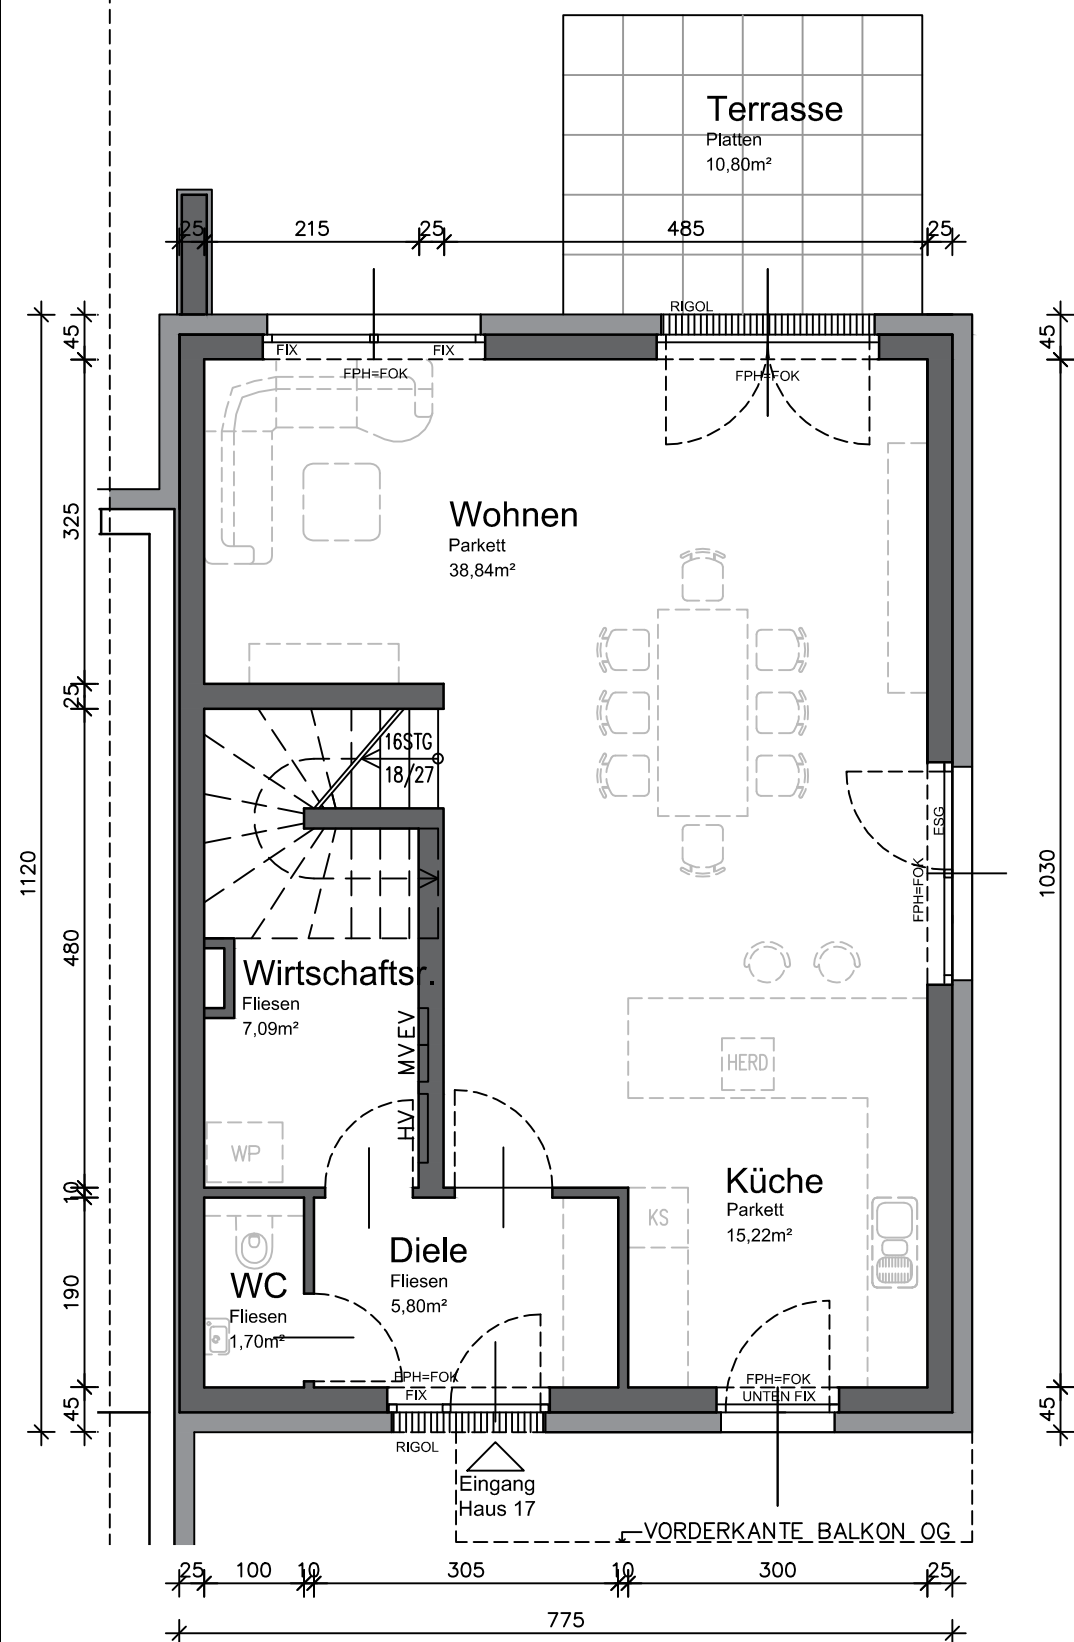 Terrasse
Platten
10,80m²
25
215
25
485
25
RIGOL
45
45
FIX
FIX
FPH=FOK
FPH=FOK
Wohnen
Parkett
38,84m²
325
25
16STG
18/27
ESG
FPH=FOK
1120
1030
480
Wirtschaftsr.
Fliesen
7,09m²
MVEV
HV
HERD
WP
10
Küche
Parkett
15,22m²
KS
Diele
Fliesen
5,80m²
WC
Fliesen
1,70m²
190
FPH=FOK
FIX
FPH=FOK
UNTEN FIX
45
45
RIGOL
Eingang
Haus 17
VORDERKANTE BALKON OG
25
100
10
305
10
300
25
775